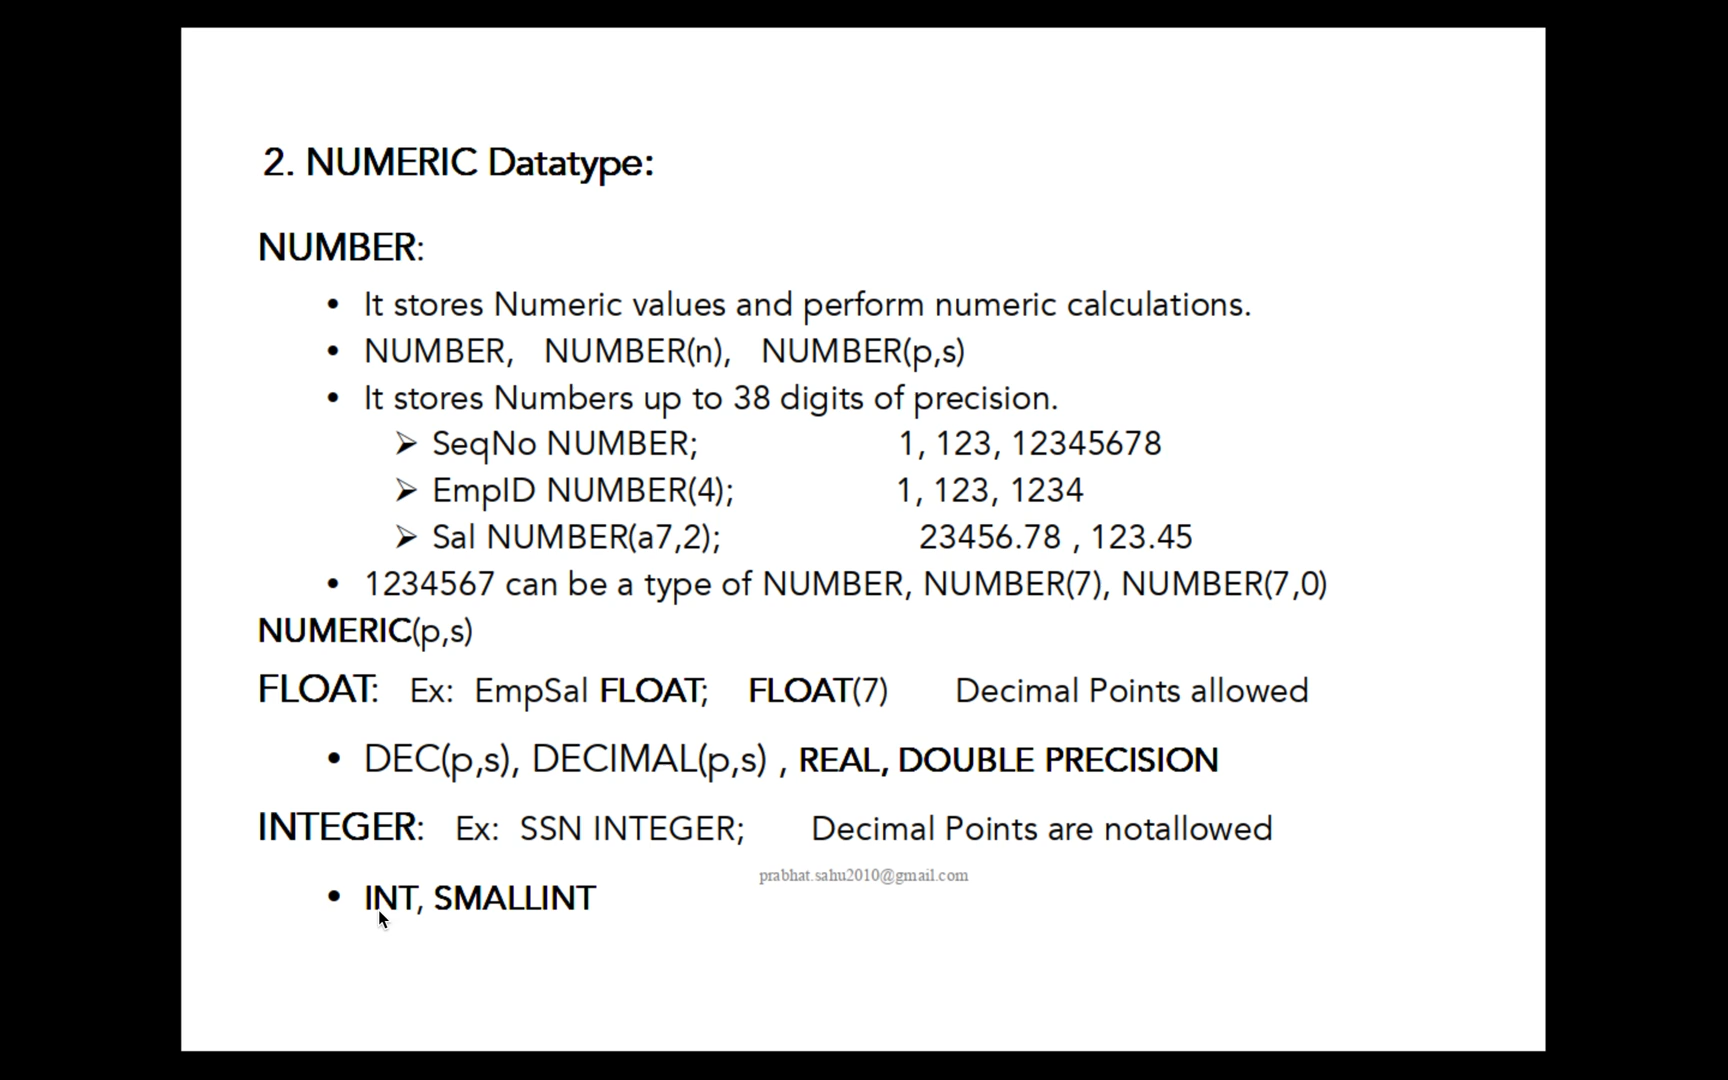 2. NUMERIC Datatype:
NUMBER:
• It stores Numeric values and perform numeric calculations.
• NUMBER, NUMBER(n), NUMBER(p,s)
• It stores Numbers up to 38 digits of precision.
➢ SeqNo NUMBER; 1, 123, 12345678
➢ EmpID NUMBER(4); 1, 123, 1234
➢ Sal NUMBER(a7,2); 23456.78 , 123.45
• 1234567 can be a type of NUMBER, NUMBER(7), NUMBER(7,0)
NUMERIC(p,s)
FLOAT: Ex: EmpSal FLOAT; FLOAT(7) Decimal Points allowed
• DEC(p,s), DECIMAL(p,s) , REAL, DOUBLE PRECISION
INTEGER: Ex: SSN INTEGER; Decimal Points are notallowed
prabhat.sahu2010@gmail.com
• INT, SMALLINT